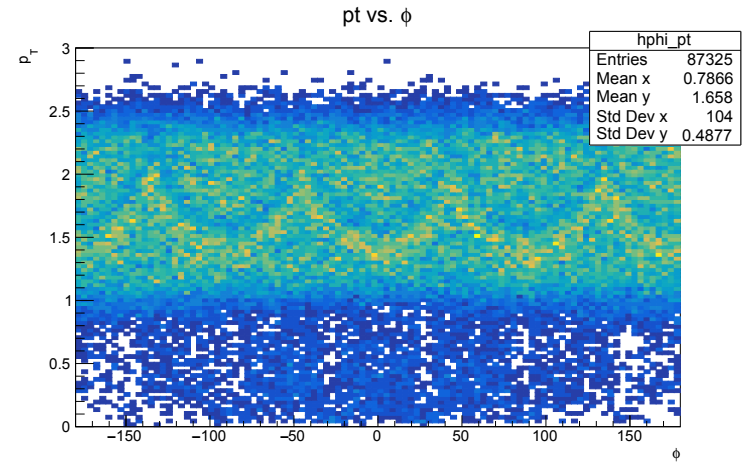 pt vs. ϕ
hphi_pt
Entries 87325
Mean x 0.7866
Mean y 1.658
Std Dev x 104
Std Dev y 0.4877
p_T
3
2.5
2
1.5
1
0.5
0
−150 −100 −50 0 50 100 150
ϕ